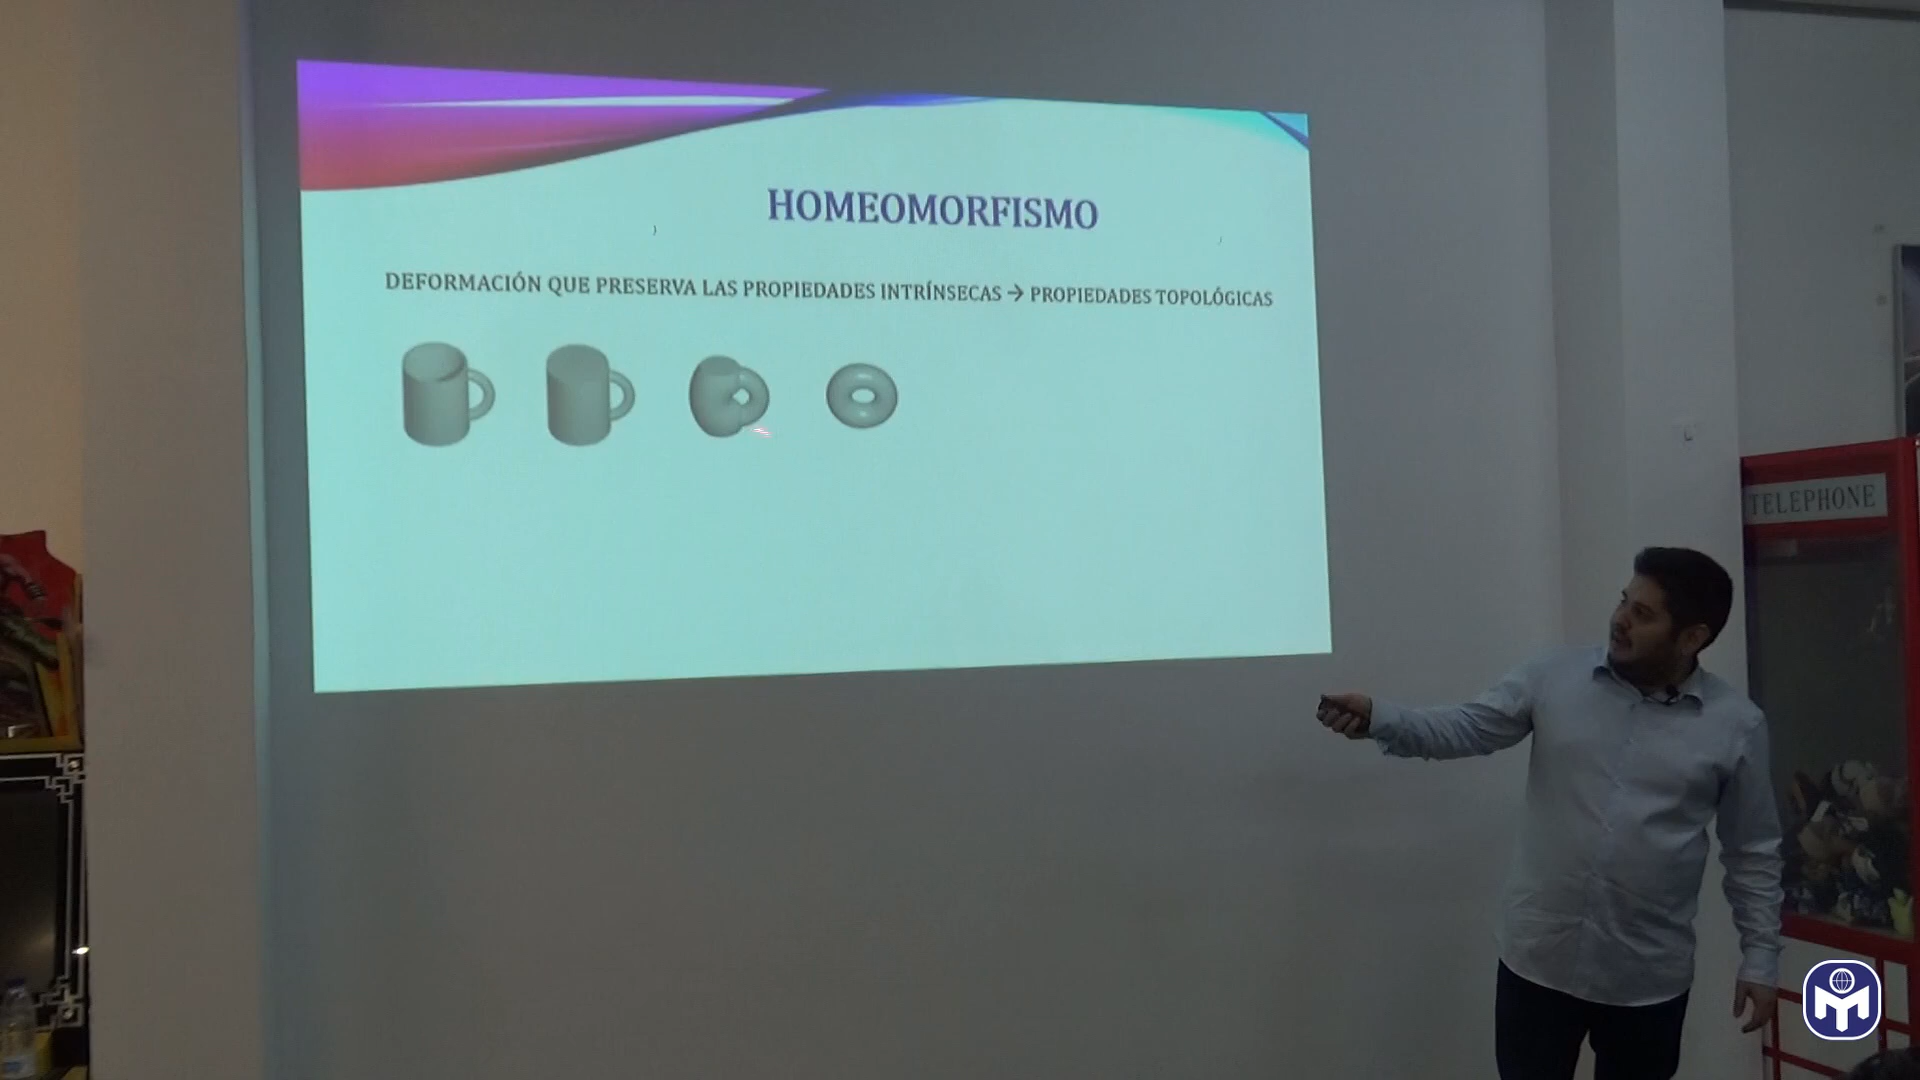 HOMEOMORFISMO
DEFORMACIÓN QUE PRESERVA LAS PROPIEDADES INTRÍNSECAS → PROPIEDADES TOPOLÓGICAS
TELEPHONE